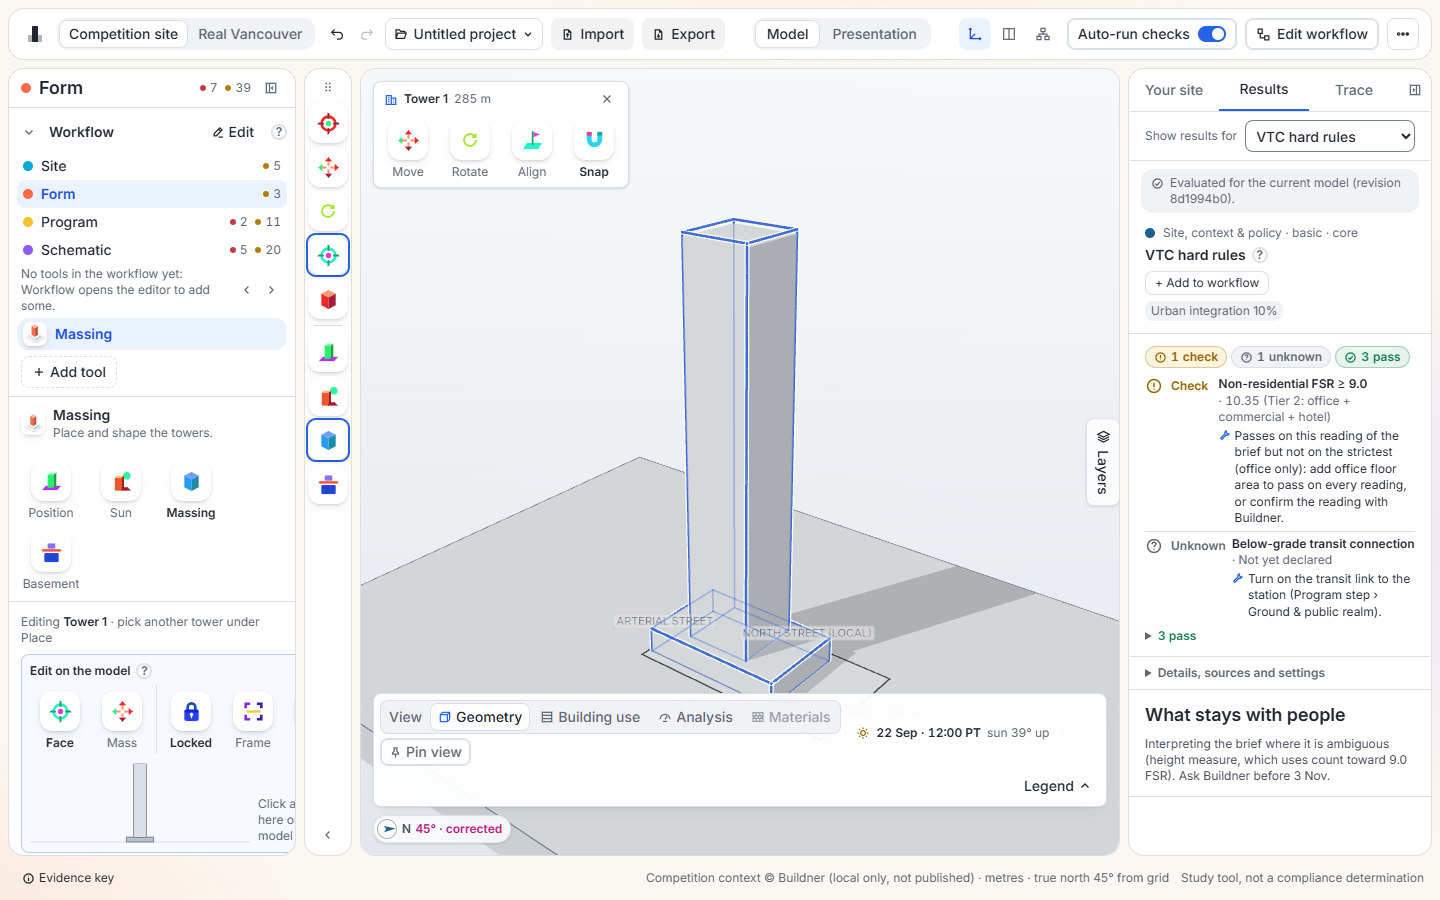 Competition site
Real Vancouver
Untitled project
Import
Export
Model
Presentation
Auto-run checks
Edit workflow
Form
7
39
Workflow
Edit
?
Site
5
Form
3
Program
2
11
Schematic
5
20
No tools in the workflow yet:
Workflow opens the editor to add
some.
Massing
+ Add tool
Massing
Place and shape the towers.
Position
Sun
Massing
Basement
Editing Tower 1 · pick another tower under
Place
Edit on the model ?
Face
Mass
Locked
Frame
Click a
here o
model
Tower 1 285 m
Move
Rotate
Align
Snap
ARTERIAL STREET
NORTH STREET (LOCAL)
Layers
View
Geometry
Building use
Analysis
Materials
22 Sep · 12:00 PT sun 39° up
Pin view
Legend
N 45° · corrected
Your site
Results
Trace
Show results for
VTC hard rules
Evaluated for the current model (revision
8d1994b0).
Site, context & policy · basic · core
VTC hard rules ?
+ Add to workflow
Urban integration 10%
1 check
1 unknown
3 pass
Check
Non-residential FSR ≥ 9.0
· 10.35 (Tier 2: office +
commercial + hotel)
Passes on this reading of the
brief but not on the strictest
(office only): add office floor
area to pass on every reading,
or confirm the reading with
Buildner.
Unknown
Below-grade transit connection
· Not yet declared
Turn on the transit link to the
station (Program step ›
Ground & public realm).
3 pass
Details, sources and settings
What stays with people
Interpreting the brief where it is ambiguous
(height measure, which uses count toward 9.0
FSR). Ask Buildner before 3 Nov.
Evidence key
Competition context © Buildner (local only, not published) · metres · true north 45° from grid
Study tool, not a compliance determination